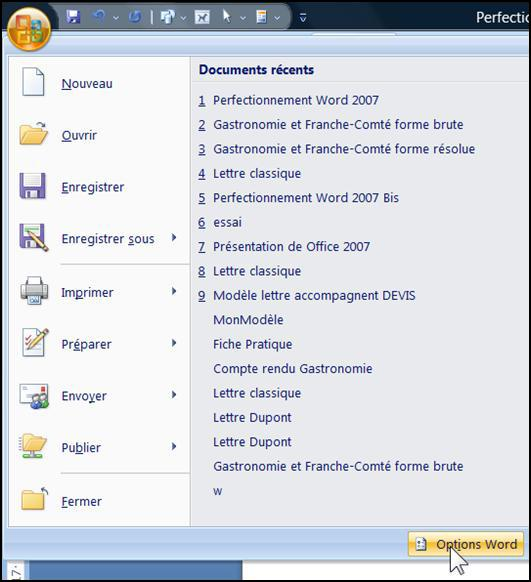 Perfectio
Nouveau
Ouvrir
Enregistrer
Enregistrer sous
Imprimer
Préparer
Envoyer
Publier
Fermer
Documents récents
1 Perfectionnement Word 2007
2 Gastronomie et Franche-Comté forme brute
3 Gastronomie et Franche-Comté forme résolue
4 Lettre classique
5 Perfectionnement Word 2007 Bis
6 essai
7 Présentation de Office 2007
8 Lettre classique
9 Modèle lettre accompagnent DEVIS
MonModèle
Fiche Pratique
Compte rendu Gastronomie
Lettre classique
Lettre Dupont
Lettre Dupont
Gastronomie et Franche-Comté forme brute
w
Options Word
17